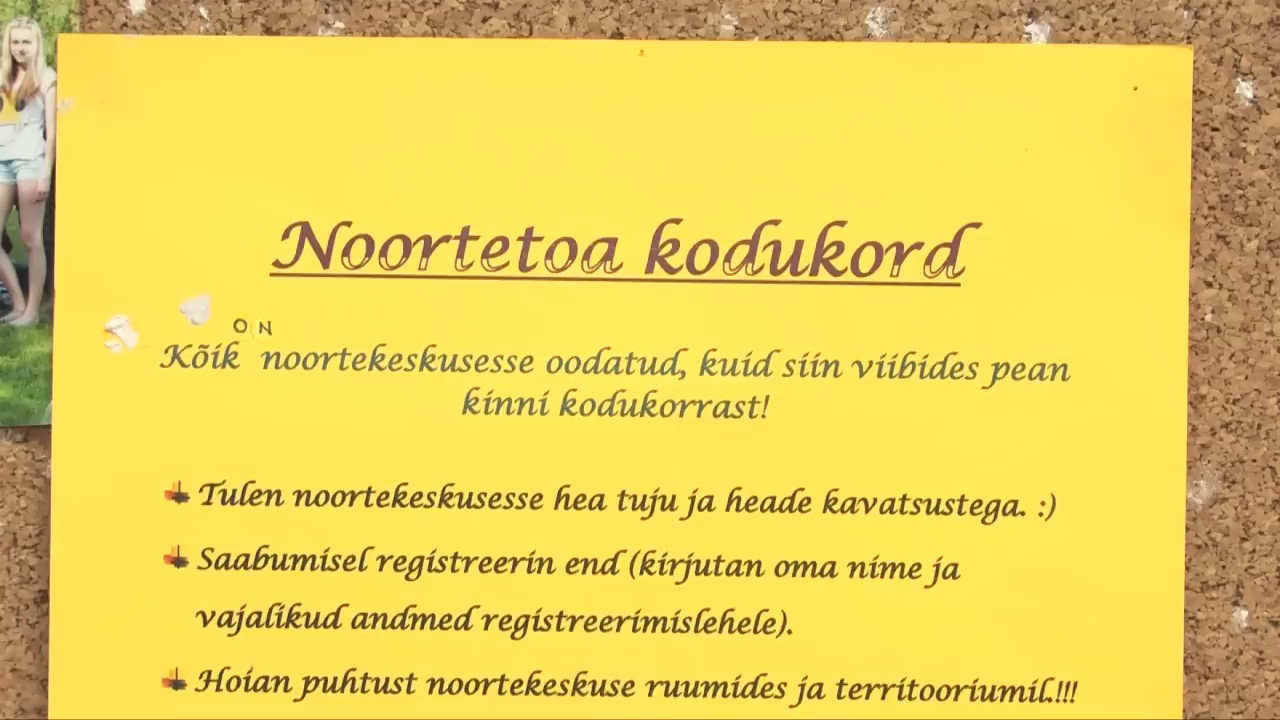 Noortetoa kodukord
ON
Kõik noortekeskusesse oodatud, kuid siin viibides pean
kinni kodukorrast!
Tulen noortekeskusesse hea tuju ja heade kavatsustega. :)
Saabumisel registreerin end (kirjutan oma nime ja
vajalikud andmed registreerimislehele).
Hoian puhtust noortekeskuse ruumides ja territooriumil.!!!